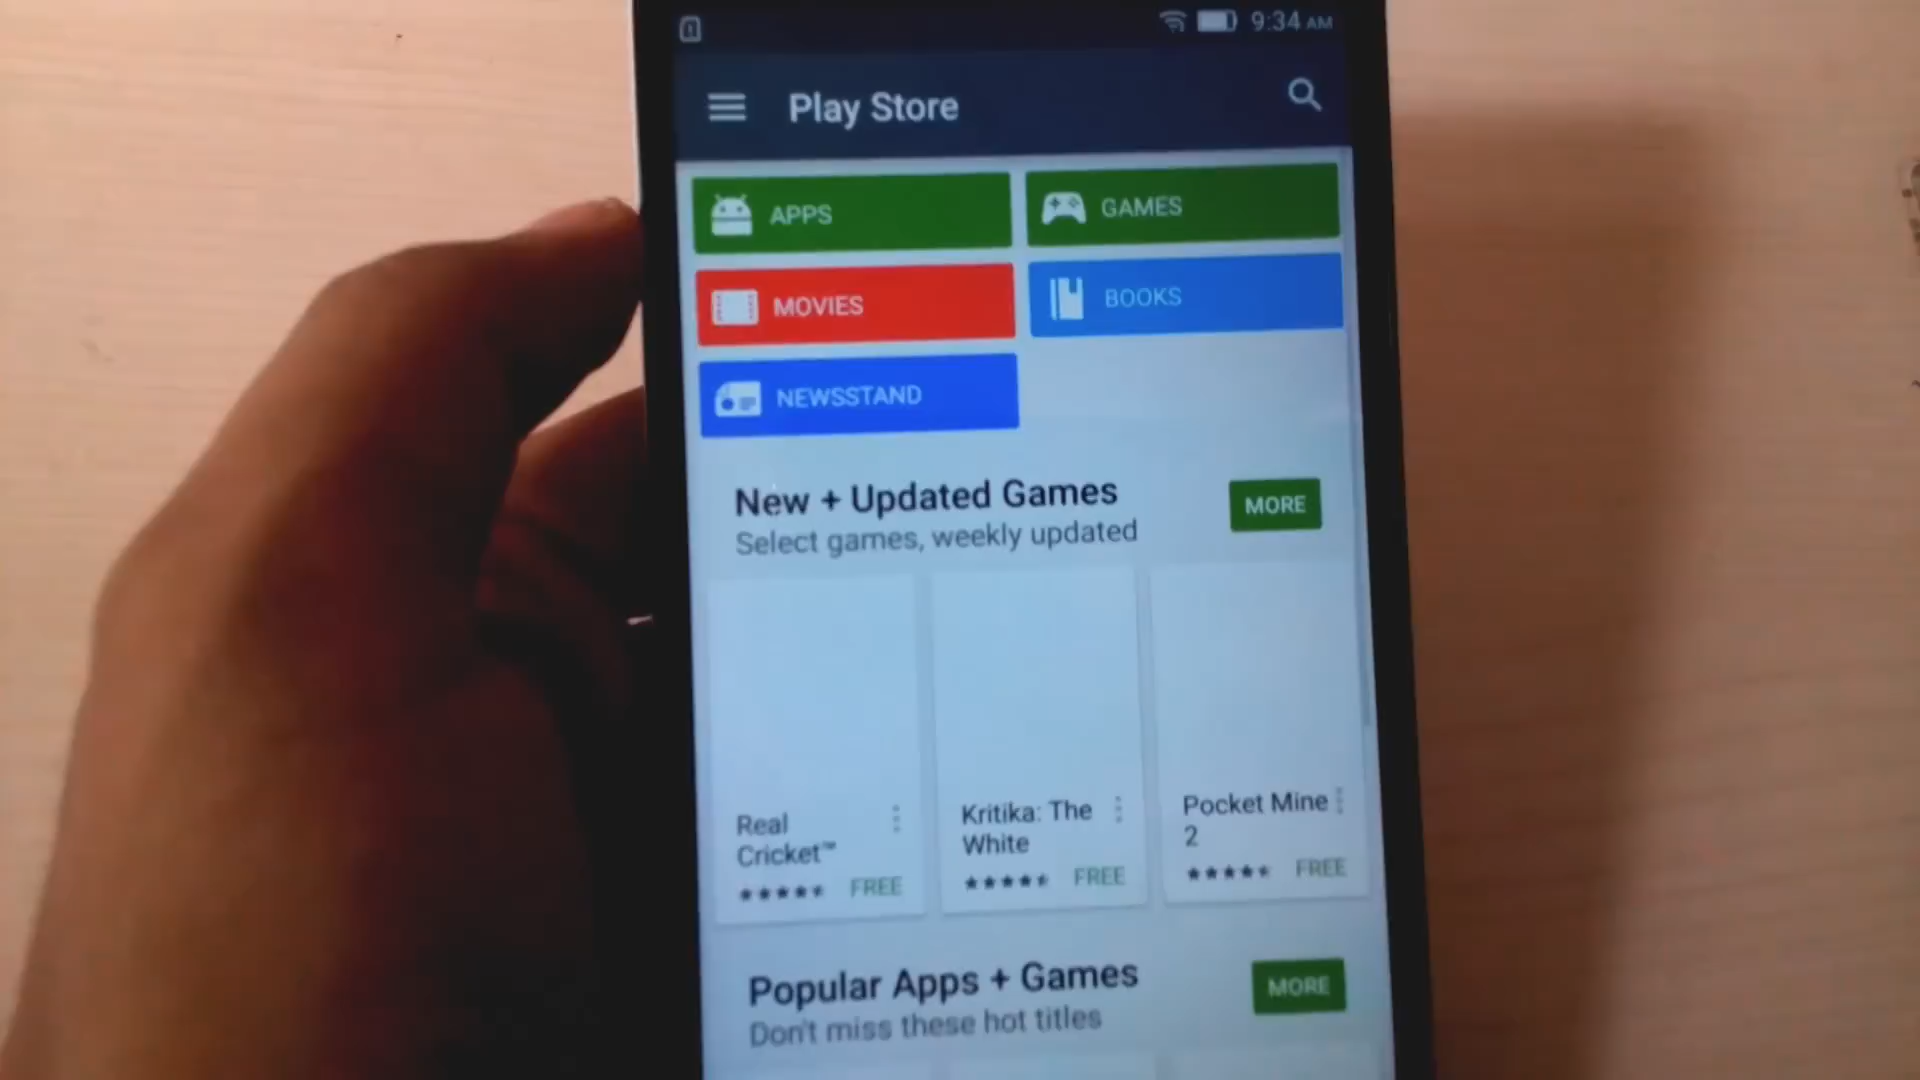 9:34 AM
Play Store
APPS
GAMES
MOVIES
BOOKS
NEWSSTAND
New + Updated Games
Select games, weekly updated
MORE
Real
Cricket™
FREE
Kritika: The
White
FREE
Pocket Mine
2
FREE
Popular Apps + Games
Don't miss these hot titles
MORE